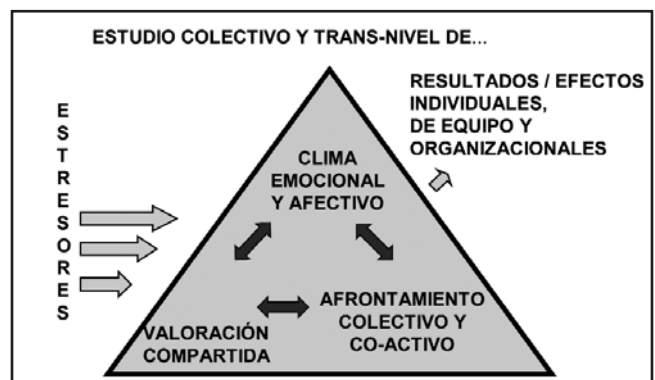 ESTUDIO COLECTIVO Y TRANS-NIVEL DE...
ESTRESORES
RESULTADOS / EFECTOS
INDIVIDUALES,
DE EQUIPO Y
ORGANIZACIONALES
CLIMA
EMOCIONAL
Y AFECTIVO
VALORACIÓN
COMPARTIDA
AFRONTAMIENTO
COLECTIVO Y
CO-ACTIVO